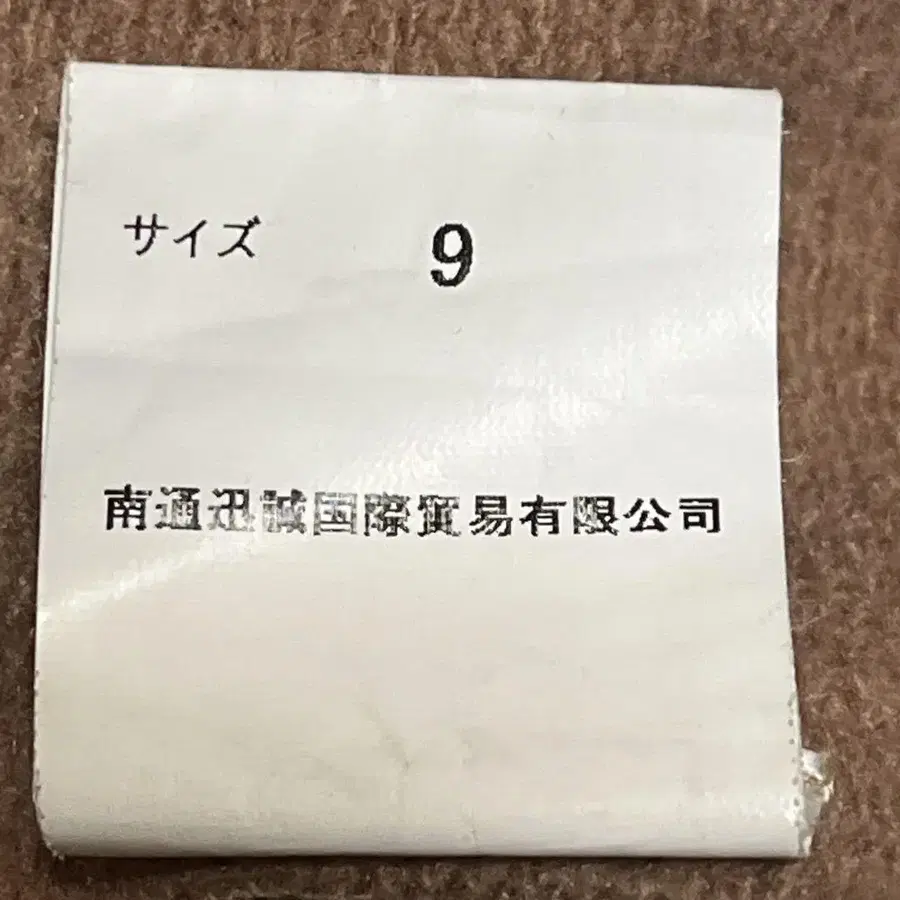 サイズ 9
南通迅誠国際貿易有限公司